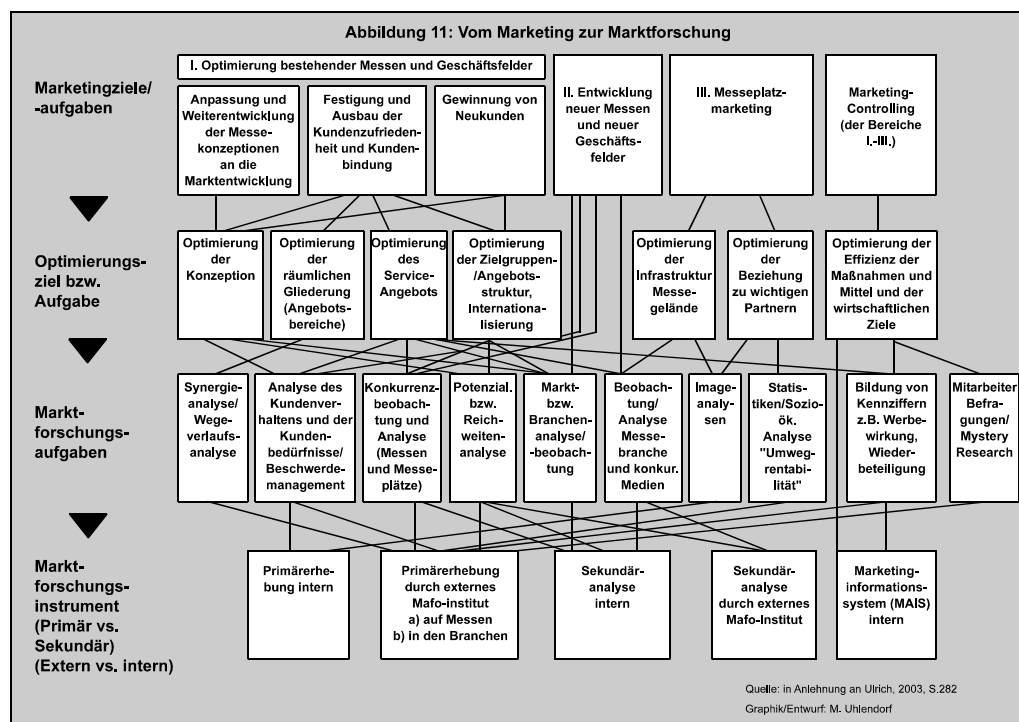 Abbildung 11: Vom Marketing zur Marktforschung
Marketingziele/
-aufgaben
I. Optimierung bestehender Messen und Geschäftsfelder
Anpassung und
Weiterentwicklung
der Messe-
konzeptionen
an die
Marktentwicklung
Festigung und
Ausbau der
Kundenzufrieden-
heit und Kunden-
bindung
Gewinnung von
Neukunden
II. Entwicklung
neuer Messen
und neuer
Geschäfts-
felder
III. Messeplatz-
marketing
Marketing-
Controlling
(der Bereiche
I.-III.)
Optimierungs-
ziel bzw.
Aufgabe
Optimierung
der
Konzeption
Optimierung
der
räumlichen
Gliederung
(Angebots-
bereiche)
Optimierung
des
Service-
Angebots
Optimierung
der Zielgruppen-
/Angebots-
struktur,
Internationa-
lisierung
Optimierung
der
Infrastruktur
Messe-
gelände
Optimierung
der
Beziehung
zu wichtigen
Partnern
Optimierung der
Effizienz der
Maßnahmen und
Mittel und der
wirtschaftlichen
Ziele
Markt-
forschungs-
aufgaben
Synergie-
analyse/
Wege-
verlaufs-
analyse
Analyse des
Kundenver-
haltens und der
Kunden-
bedürfnisse/
Beschwerde-
management
Konkurrenz-
beobach-
tung und
Analyse
(Messen
und Messe-
plätze)
Potenzial.
bzw.
Reich-
weiten-
analyse
Markt-
bzw.
Branchen-
analyse/
-beobach-
tung
Beobach-
tung/
Analyse
Messe-
branche
und konkur.
Medien
Image-
analy-
sen
Statis-
tiken/Sozio-
ök.
Analyse
"Umweg-
rentabi-
lität"
Bildung von
Kennziffern
z.B. Werbe-
wirkung,
Wieder-
beteiligung
Mitarbeiter
Befra-
gungen/
Mystery
Research
Markt-
forschungs-
instrument
(Primär vs.
Sekundär)
(Extern vs. intern)
Primärerhe-
bung intern
Primärerhebung
durch externes
Mafo-institut
a) auf Messen
b) in den Branchen
Sekundär-
analyse
intern
Sekundär-
analyse
durch externes
Mafo-Institut
Marketing-
informations-
system (MAIS)
intern
Quelle: in Anlehnung an Ulrich, 2003, S.282
Graphik/Entwurf: M. Uhlendorf